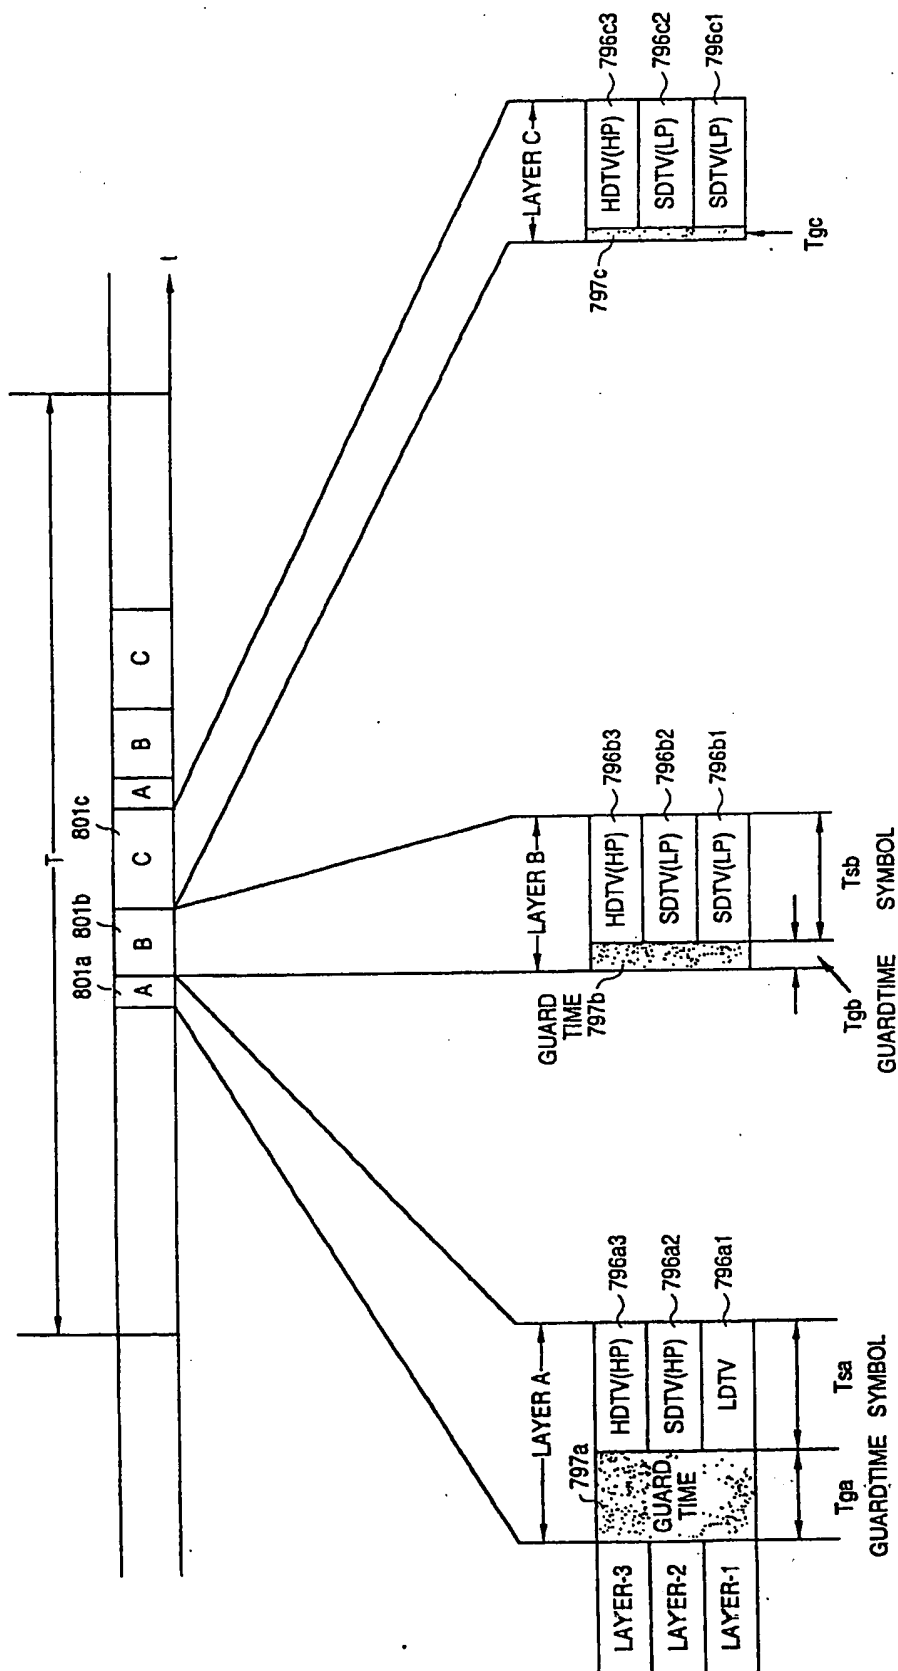 T
801a
801b
801c
A
B
C
A
B
C
t
LAYER A
797a
GUARD
TIME
LAYER-3
LAYER-2
LAYER-1
HDTV(HP)
SDTV(HP)
LDTV
796a3
796a2
796a1
Tga
GUARDTIME
Tsa
SYMBOL
LAYER B
GUARD
TIME
797b
HDTV(HP)
SDTV(LP)
SDTV(LP)
796b3
796b2
796b1
Tgb
GUARDTIME
Tsb
SYMBOL
LAYER C
797c
HDTV(HP)
SDTV(LP)
SDTV(LP)
796c3
796c2
796c1
Tgc